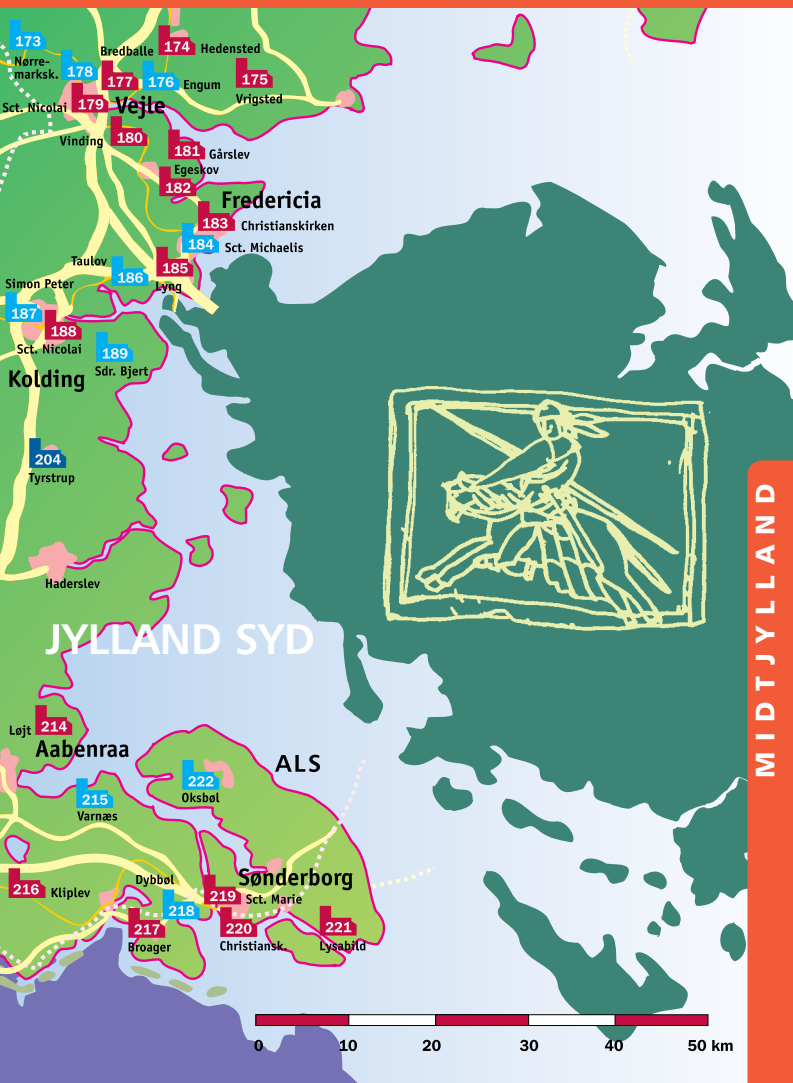 173
Nørre-
marksk.
178
Bredballe
174
Hedensted
177
176
Engum
175
Vrigsted
Sct. Nicolai
179
Vejle
Vinding
180
181
Gårslev
Egeskov
182
Fredericia
183
Christianskirken
184
Sct. Michaelis
Taulov
186
185
Lyng
Simon Peter
187
188
Sct. Nicolai
189
Sdr. Bjert
Kolding
204
Tyrstrup
Haderslev
JYLLAND SYD
MIDTJYLLAND
Løjt
214
Aabenraa
ALS
222
Oksbøl
215
Varnæs
216
Kliplev
Dybbøl
218
219
Sønderborg
Sct. Marie
217
Broager
220
Christiansk.
221
Lysabild
0 10 20 30 40 50 km